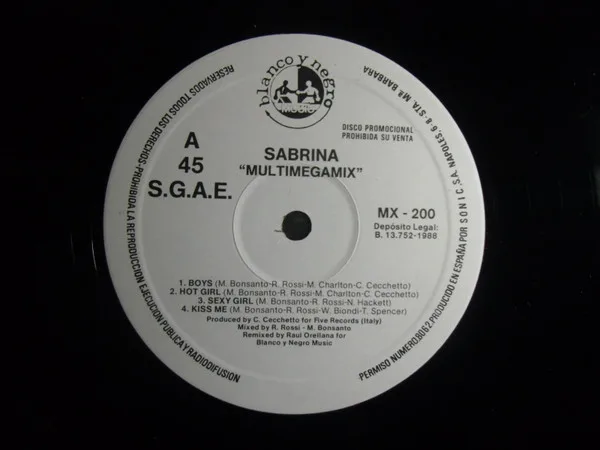 blanco y negro
MUSIC
DISCO PROMOCIONAL
PROHIBIDA SU VENTA
A
45
S.G.A.E.
SABRINA
“MULTIMEGAMIX”
MX - 200
Depósito Legal:
B. 13.752-1988
1. BOYS (M. Bonsanto-R. Rossi-M. Charlton-C. Cecchetto)
2. HOT GIRL (M. Bonsanto-R. Rossi-M. Charlton-C. Cecchetto)
3. SEXY GIRL (M. Bonsanto-R. Rossi-N. Hackett)
4. KISS ME (M. Bonsanto-R. Rossi-W. Biondi-T. Spencer)
Produced by C. Cecchetto for Five Records (Italy)
Mixed by R. Rossi - M. Bonsanto
Remixed by Raul Orellana for
Blanco y Negro Music
RESERVADOS TODOS LOS DERECHOS-PROHIBIDA LA REPRODUCCION EJECUCION PUBLICA Y RADIODIFUSION
PERMISO NUMERO 8062 PRODUCIDO EN ESPAÑA POR SONIC, S.A. NAPOLES, 6-8-STA. Mª BARBARA